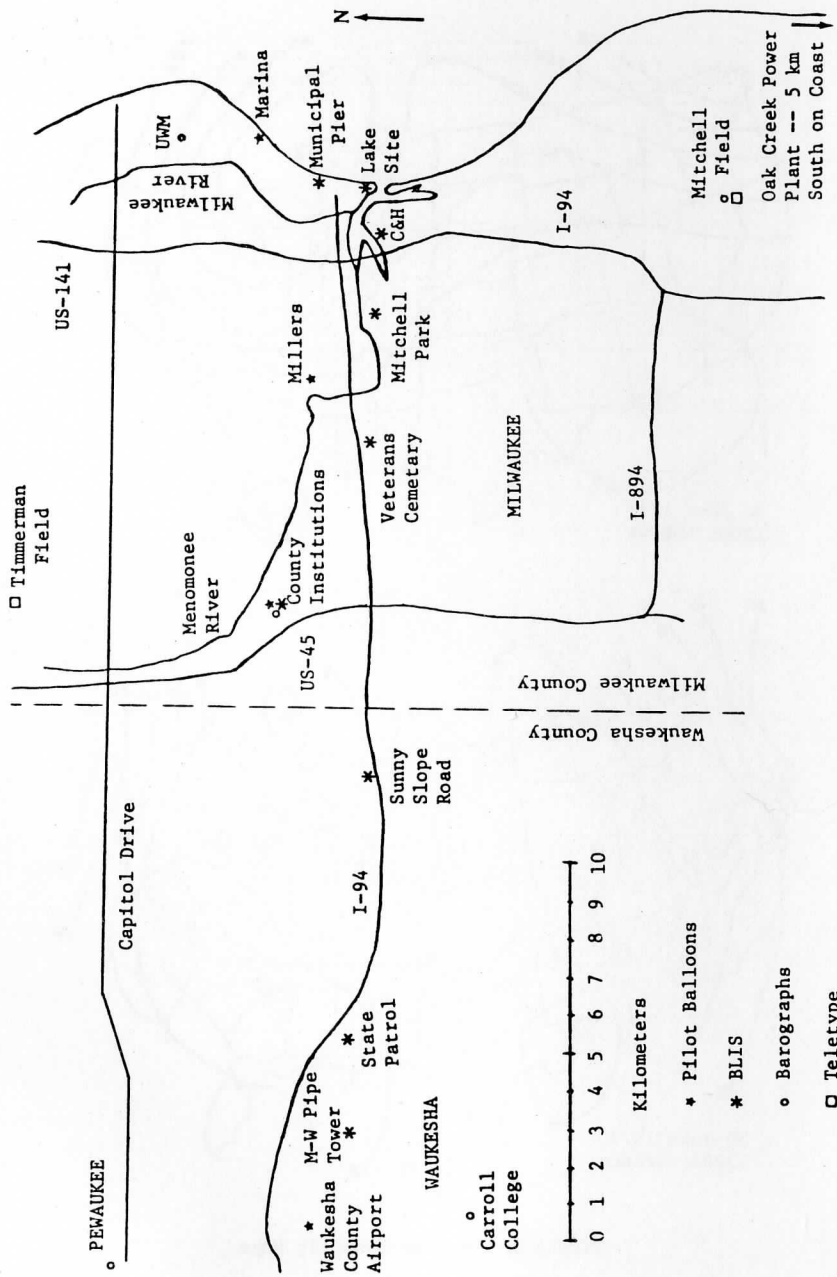 PEWAUKEE
Capitol Drive
Timmerman
Field
US-141
UWM
Milwaukee
River
Marina
N
Municipal
Pier
Lake
Site
C&H
Millers
Mitchell
Park
Menomonee
River
County
Institutions
US-45
Veterans
Cemetary
MILWAUKEE
I-894
I-94
Mitchell
Field
Oak Creek Power
Plant -- 5 km
South on Coast
Milwaukee County
Waukesha County
Sunny
Slope
Road
I-94
State
Patrol
M-W Pipe
Tower
Waukesha
County
Airport
WAUKESHA
Carroll
College
0 1 2 3 4 5 6 7 8 9 10
Kilometers
Pilot Balloons
BLIS
Barographs
Teletype